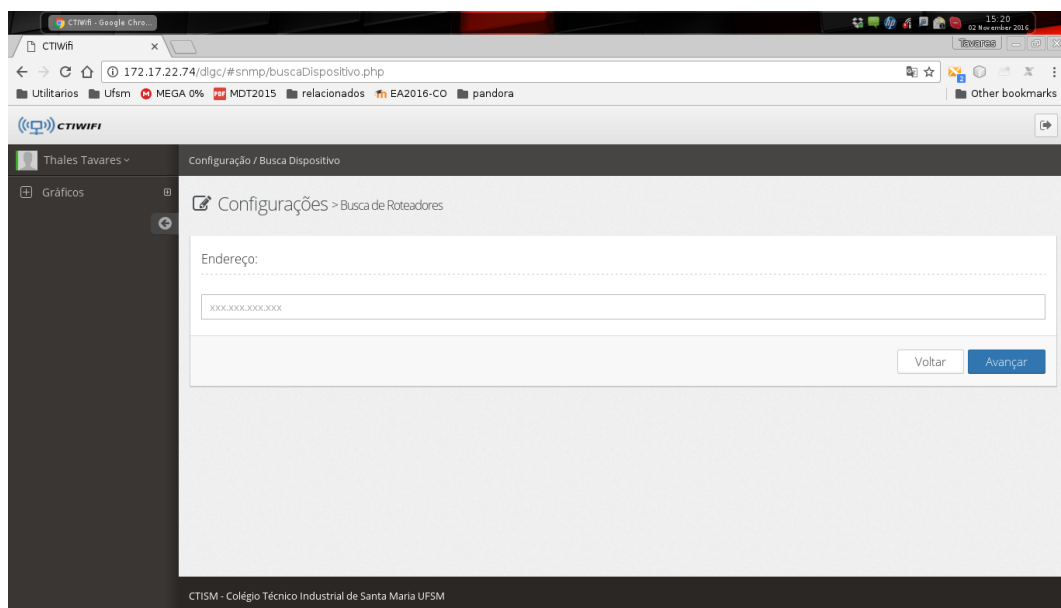 CTIWifi - Google Chro...
15:20
02 November 2016
CTIWifi
Tavares
172.17.22.74/dlgc/#snmp/buscaDispositivo.php
2
Utilitarios Ufsm MEGA 0% PDF MDT2015 relacionados EA2016-CO pandora Other bookmarks
CTIWIFI
Thales Tavares
Configuração / Busca Dispositivo
Gráficos
Configurações > Busca de Roteadores
Endereço:
xxx.xxx.xxx.xxx
Voltar Avançar
CTISM - Colégio Técnico Industrial de Santa Maria UFSM